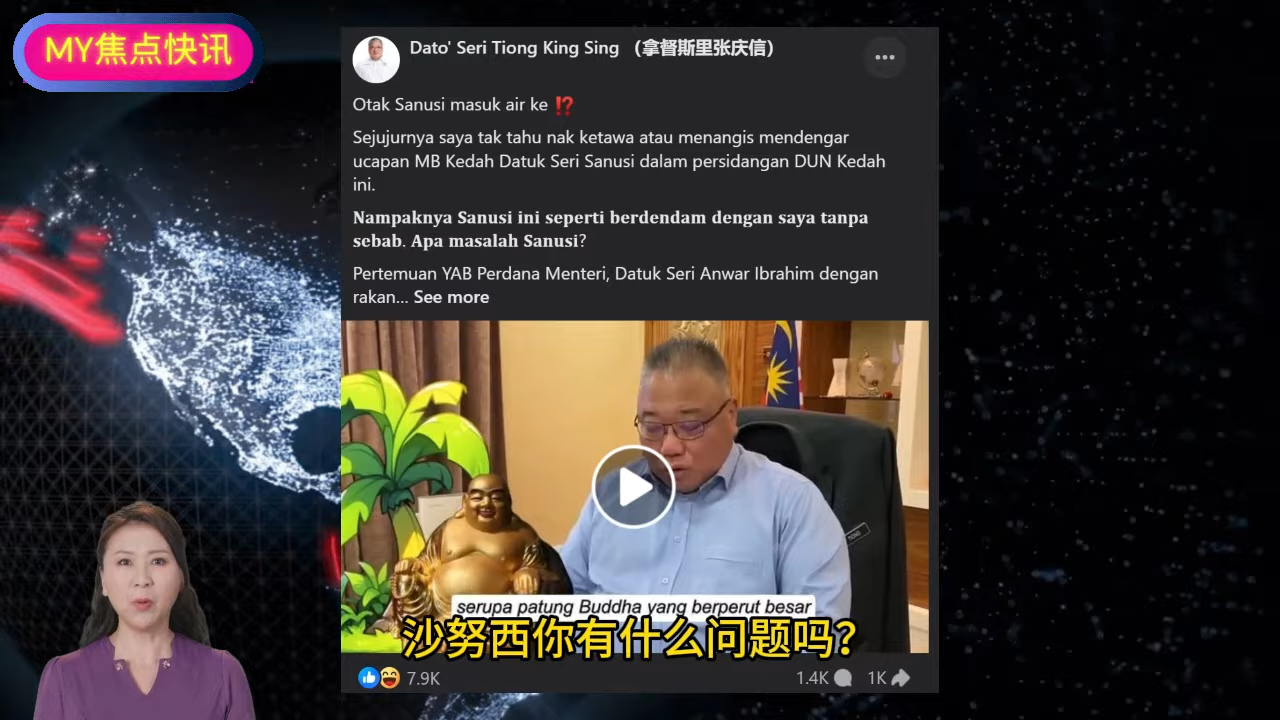 MY焦点快讯
Dato' Seri Tiong King Sing (拿督斯里张庆信)
Otak Sanusi masuk air ke ⁉️
Sejujurnya saya tak tahu nak ketawa atau menangis mendengar
ucapan MB Kedah Datuk Seri Sanusi dalam persidangan DUN Kedah
ini.
Nampaknya Sanusi ini seperti berdendam dengan saya tanpa
sebab. Apa masalah Sanusi?
Pertemuan YAB Perdana Menteri, Datuk Seri Anwar Ibrahim dengan
rakan... See more
serupa patung Buddha yang berperut besar
沙努西你有什么问题吗？
7.9K
1.4K
1K